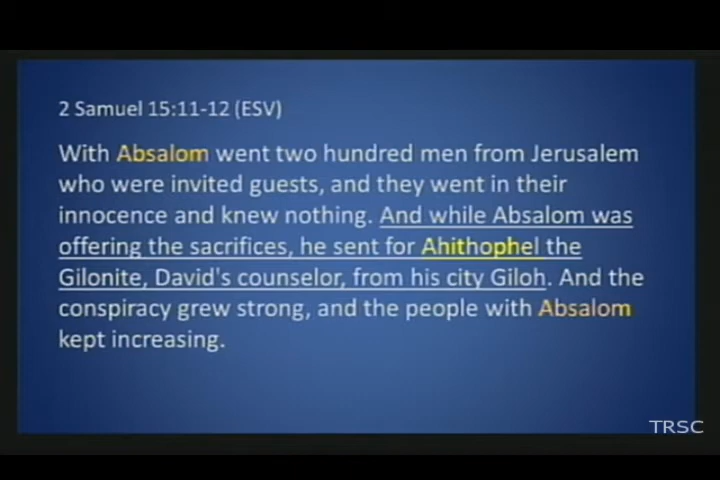 2 Samuel 15:11-12 (ESV)
With Absalom went two hundred men from Jerusalem
who were invited guests, and they went in their
innocence and knew nothing. And while Absalom was
offering the sacrifices, he sent for Ahithophel the
Gilonite, David's counselor, from his city Giloh. And the
conspiracy grew strong, and the people with Absalom
kept increasing.
TRSC